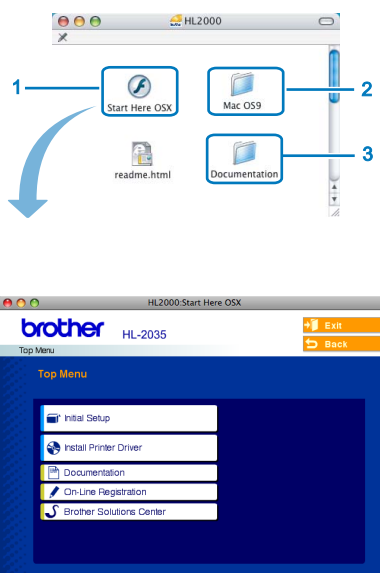 HL2000
1
Start Here OSX
Mac OS9
2
readme.html
Documentation
3
HL2000:Start Here OSX
brother
HL-2035
Exit
Back
Top Menu
Top Menu
Initial Setup
Install Printer Driver
Documentation
On-Line Registration
Brother Solutions Center